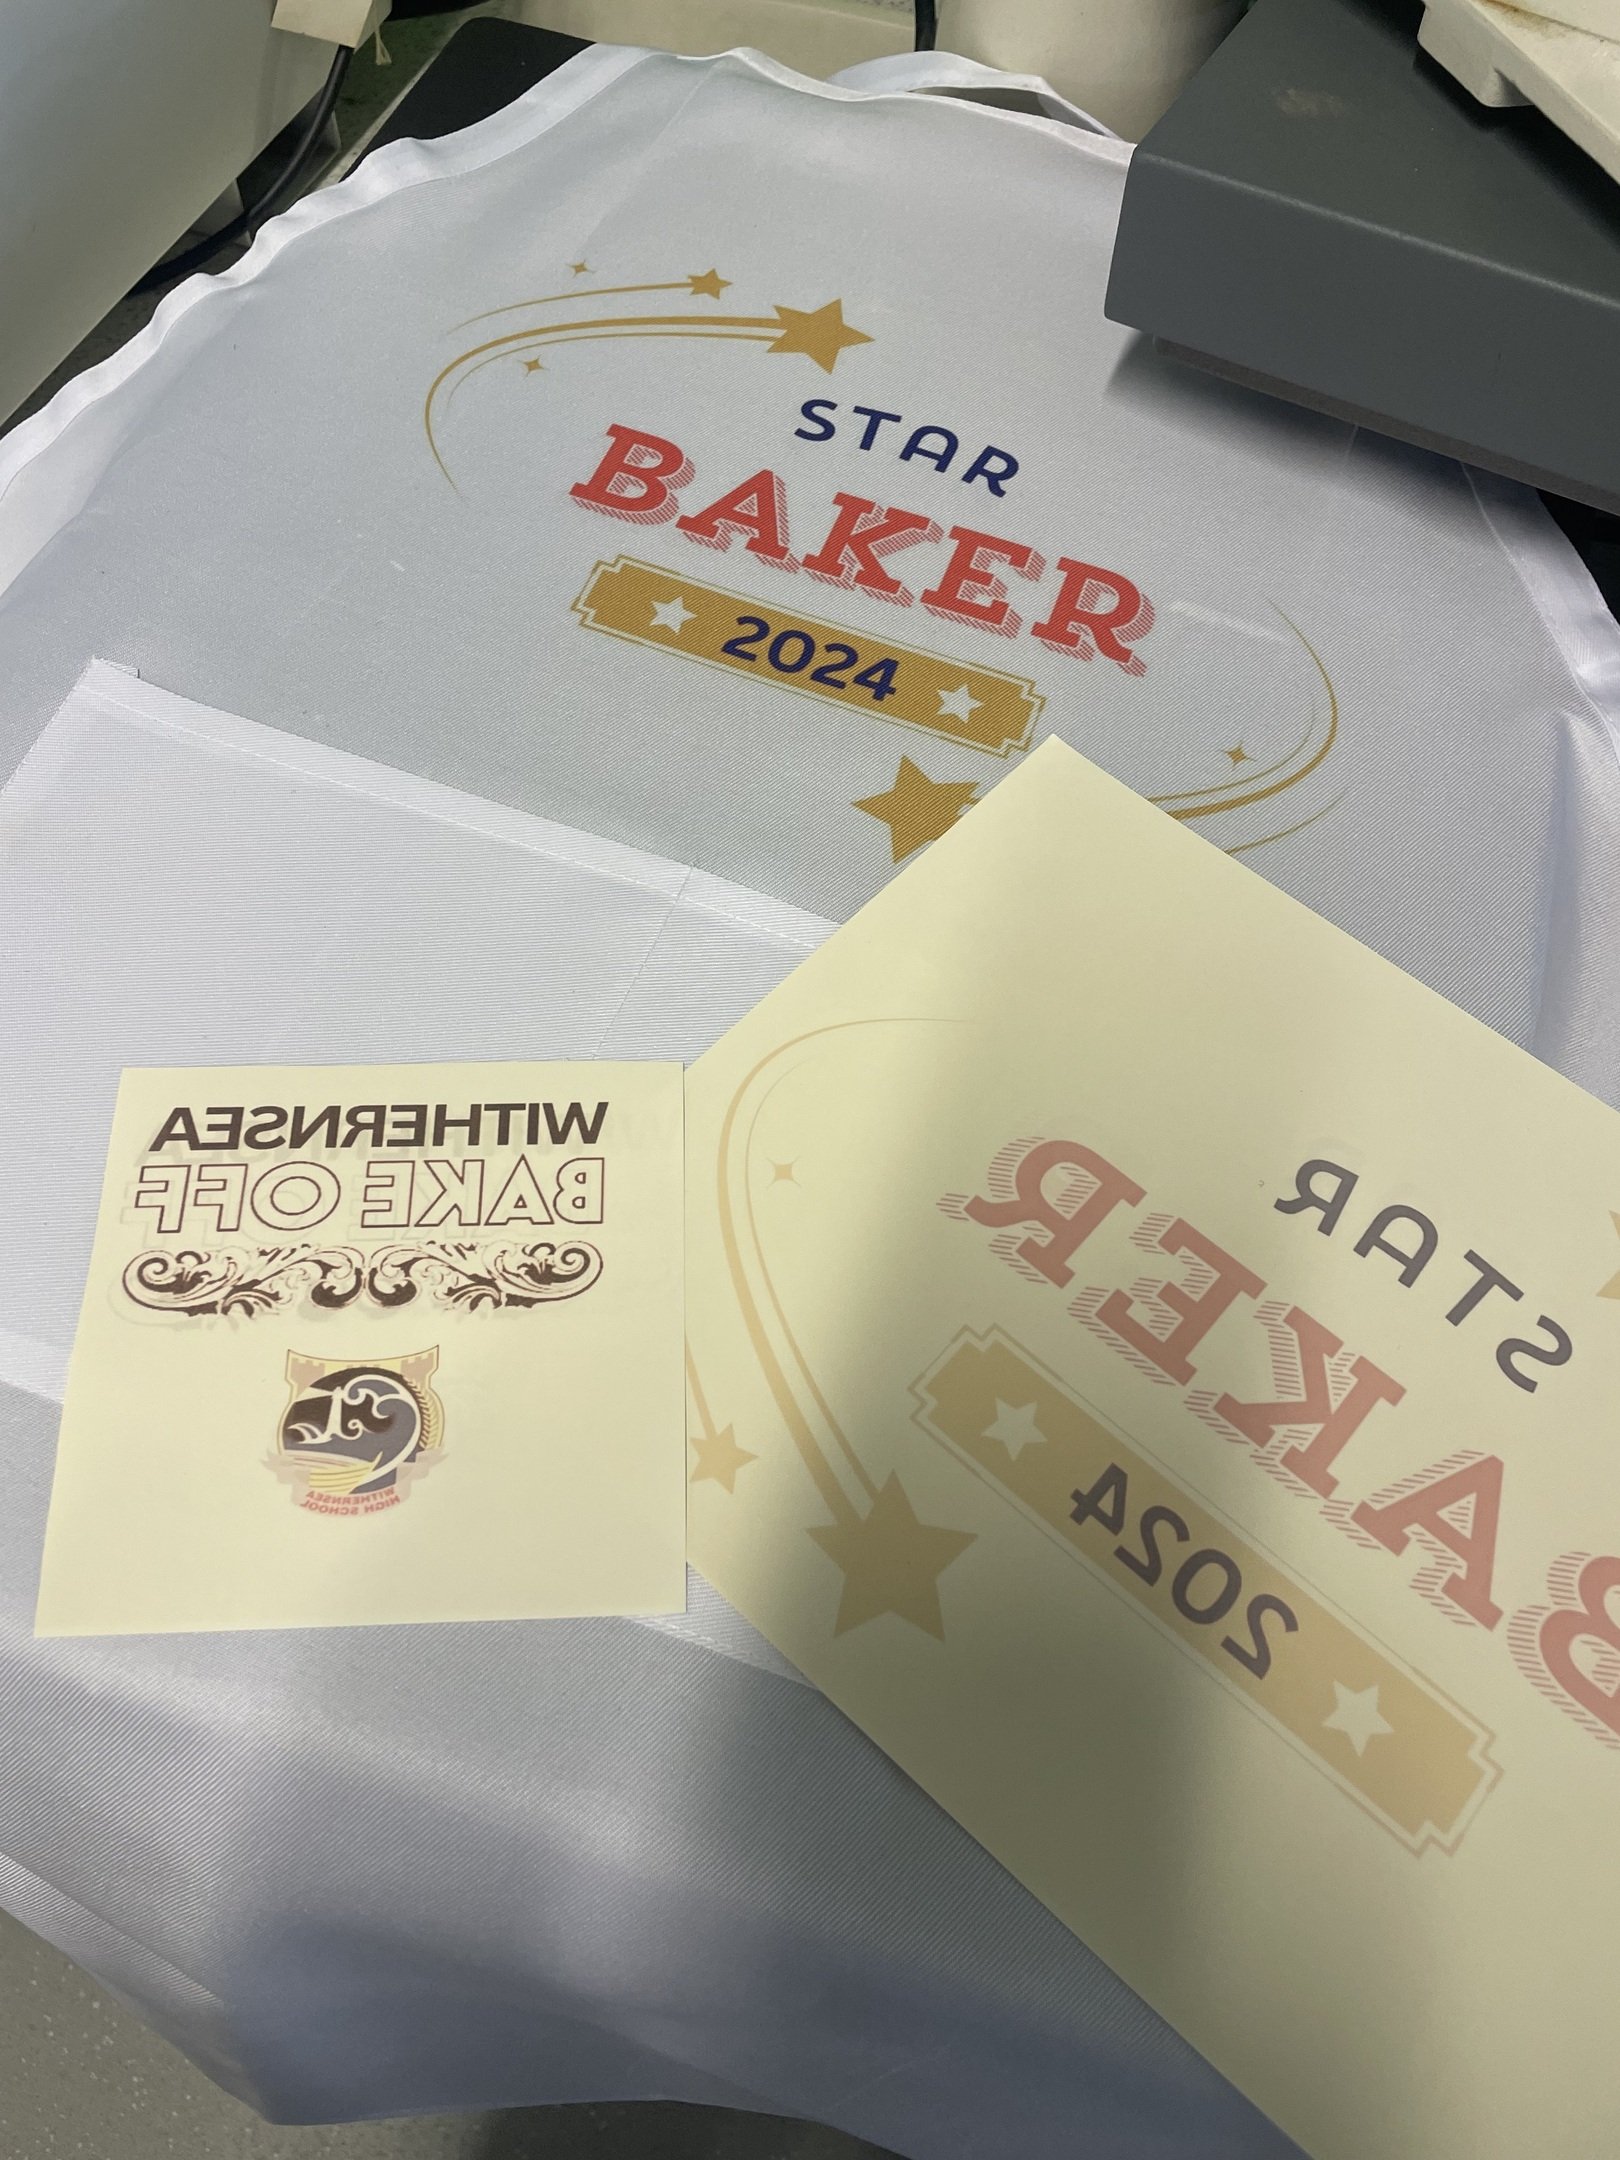 STAR
BAKER
2024
WITHERNSEA
BAKE OFF
WITHERNSEA
HIGH SCHOOL
STAR
BAKER
2024